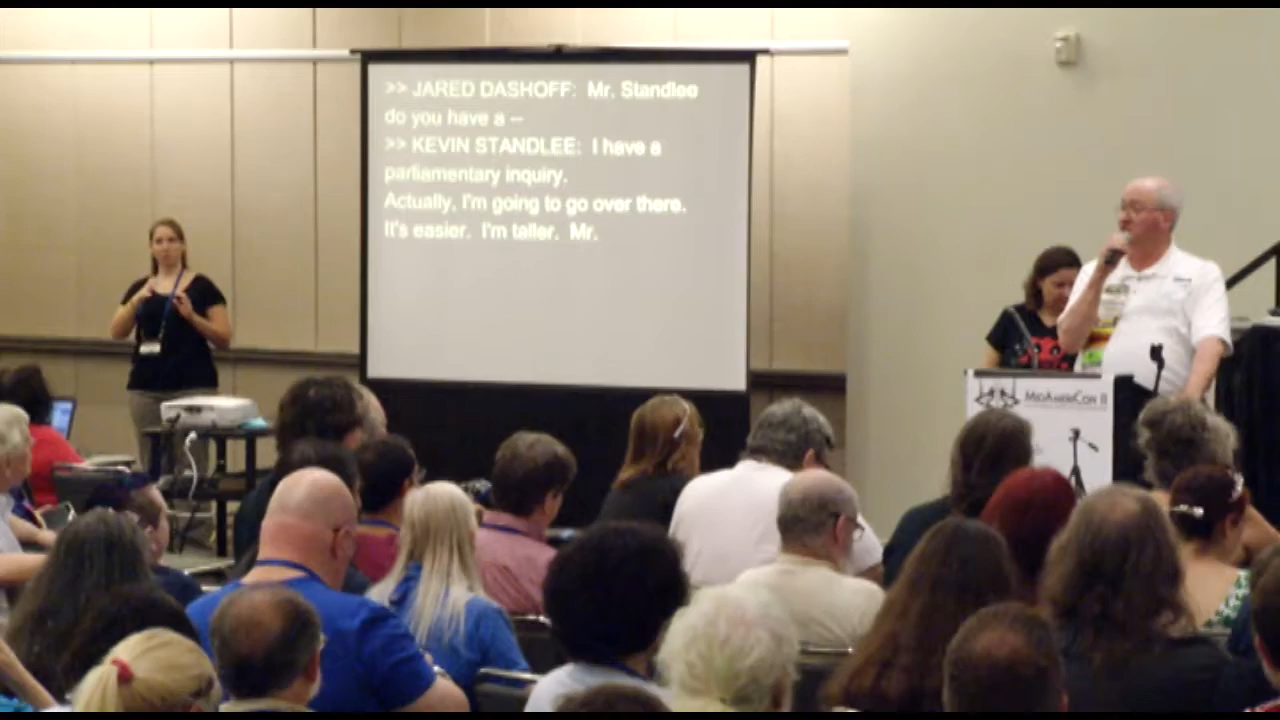 >> JARED DASHOFF:  Mr. Standlee
do you have a --
>> KEVIN STANDLEE:  I have a
parliamentary inquiry.
Actually, I'm going to go over there.
It's easier.  I'm taller.  Mr.
MIDAMERICON II